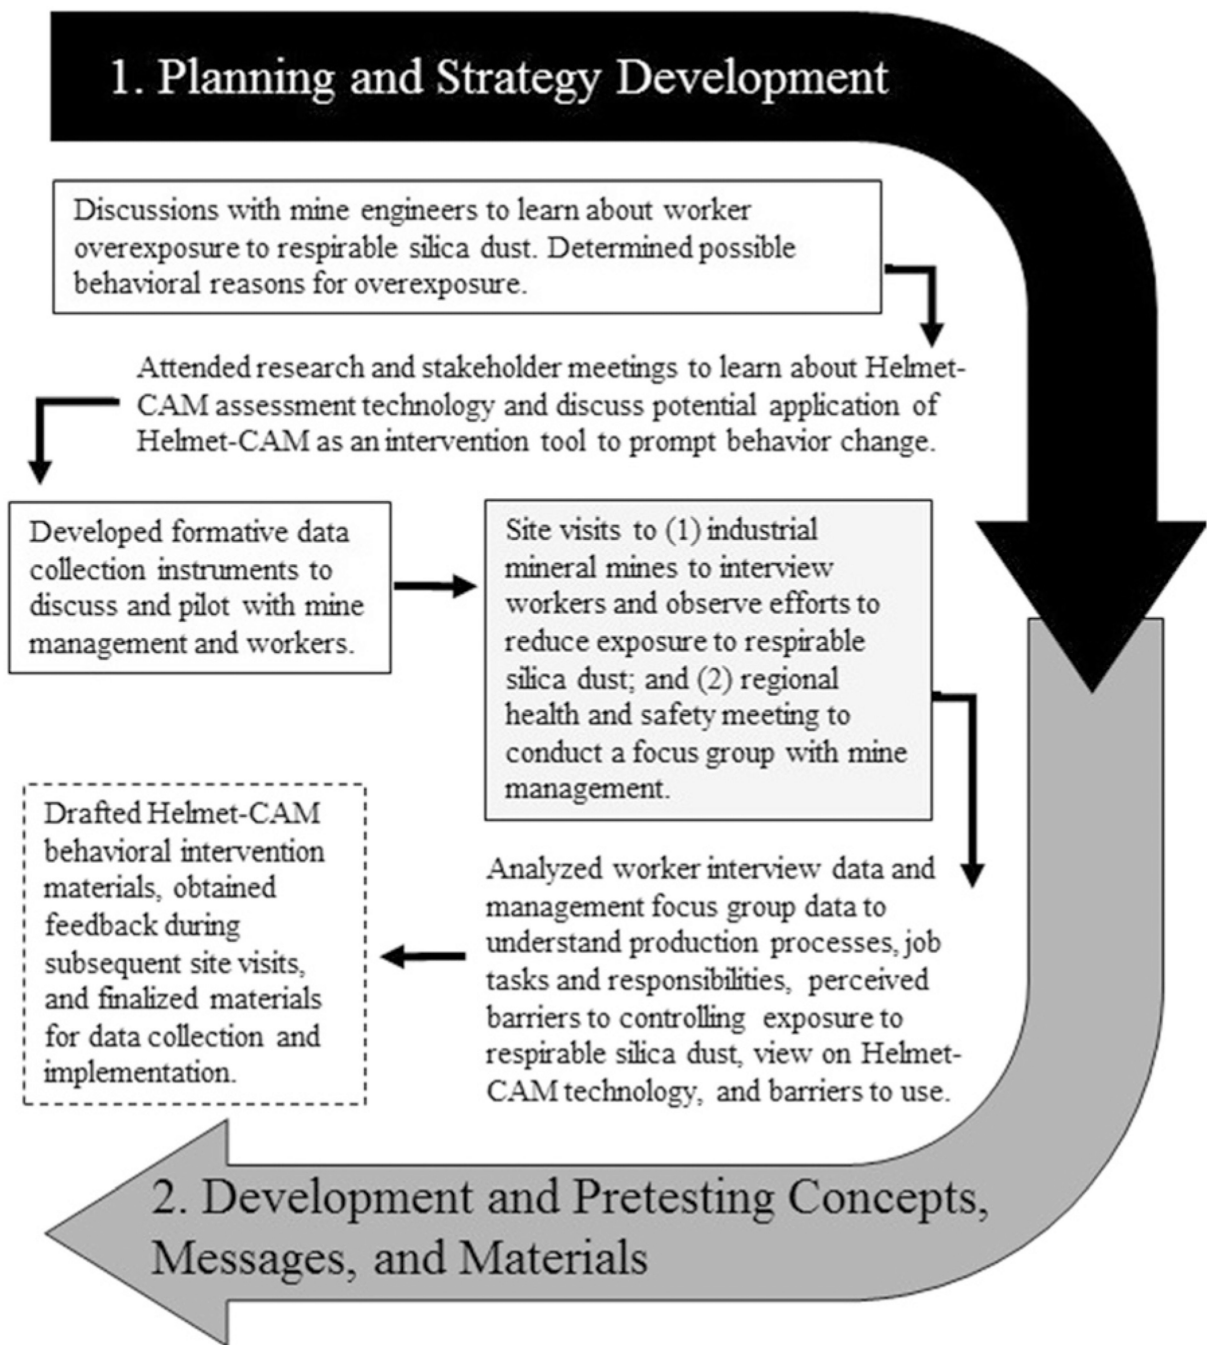 1. Planning and Strategy Development
Discussions with mine engineers to learn about worker
overexposure to respirable silica dust. Determined possible
behavioral reasons for overexposure.
Attended research and stakeholder meetings to learn about Helmet-
CAM assessment technology and discuss potential application of
Helmet-CAM as an intervention tool to prompt behavior change.
Developed formative data
collection instruments to
discuss and pilot with mine
management and workers.
Site visits to (1) industrial
mineral mines to interview
workers and observe efforts to
reduce exposure to respirable
silica dust; and (2) regional
health and safety meeting to
conduct a focus group with mine
management.
Analyzed worker interview data and
management focus group data to
understand production processes, job
tasks and responsibilities, perceived
barriers to controlling exposure to
respirable silica dust, view on Helmet-
CAM technology, and barriers to use.
Drafted Helmet-CAM
behavioral intervention
materials, obtained
feedback during
subsequent site visits,
and finalized materials
for data collection and
implementation.
2. Development and Pretesting Concepts,
Messages, and Materials